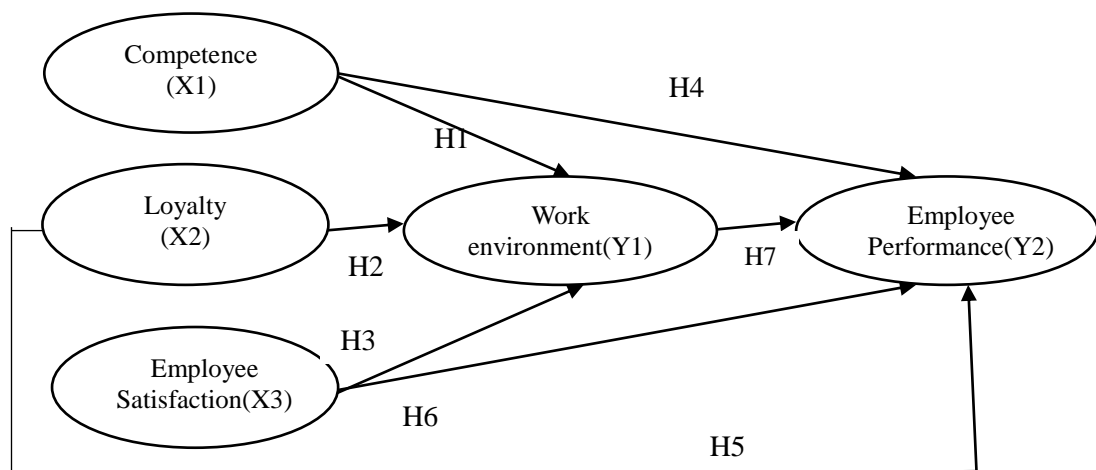 Competence
(X1)
H4
H1
Loyalty
(X2)
Work
environment(Y1)
Employee
Performance(Y2)
H2
H7
H3
Employee
Satisfaction(X3)
H6
H5